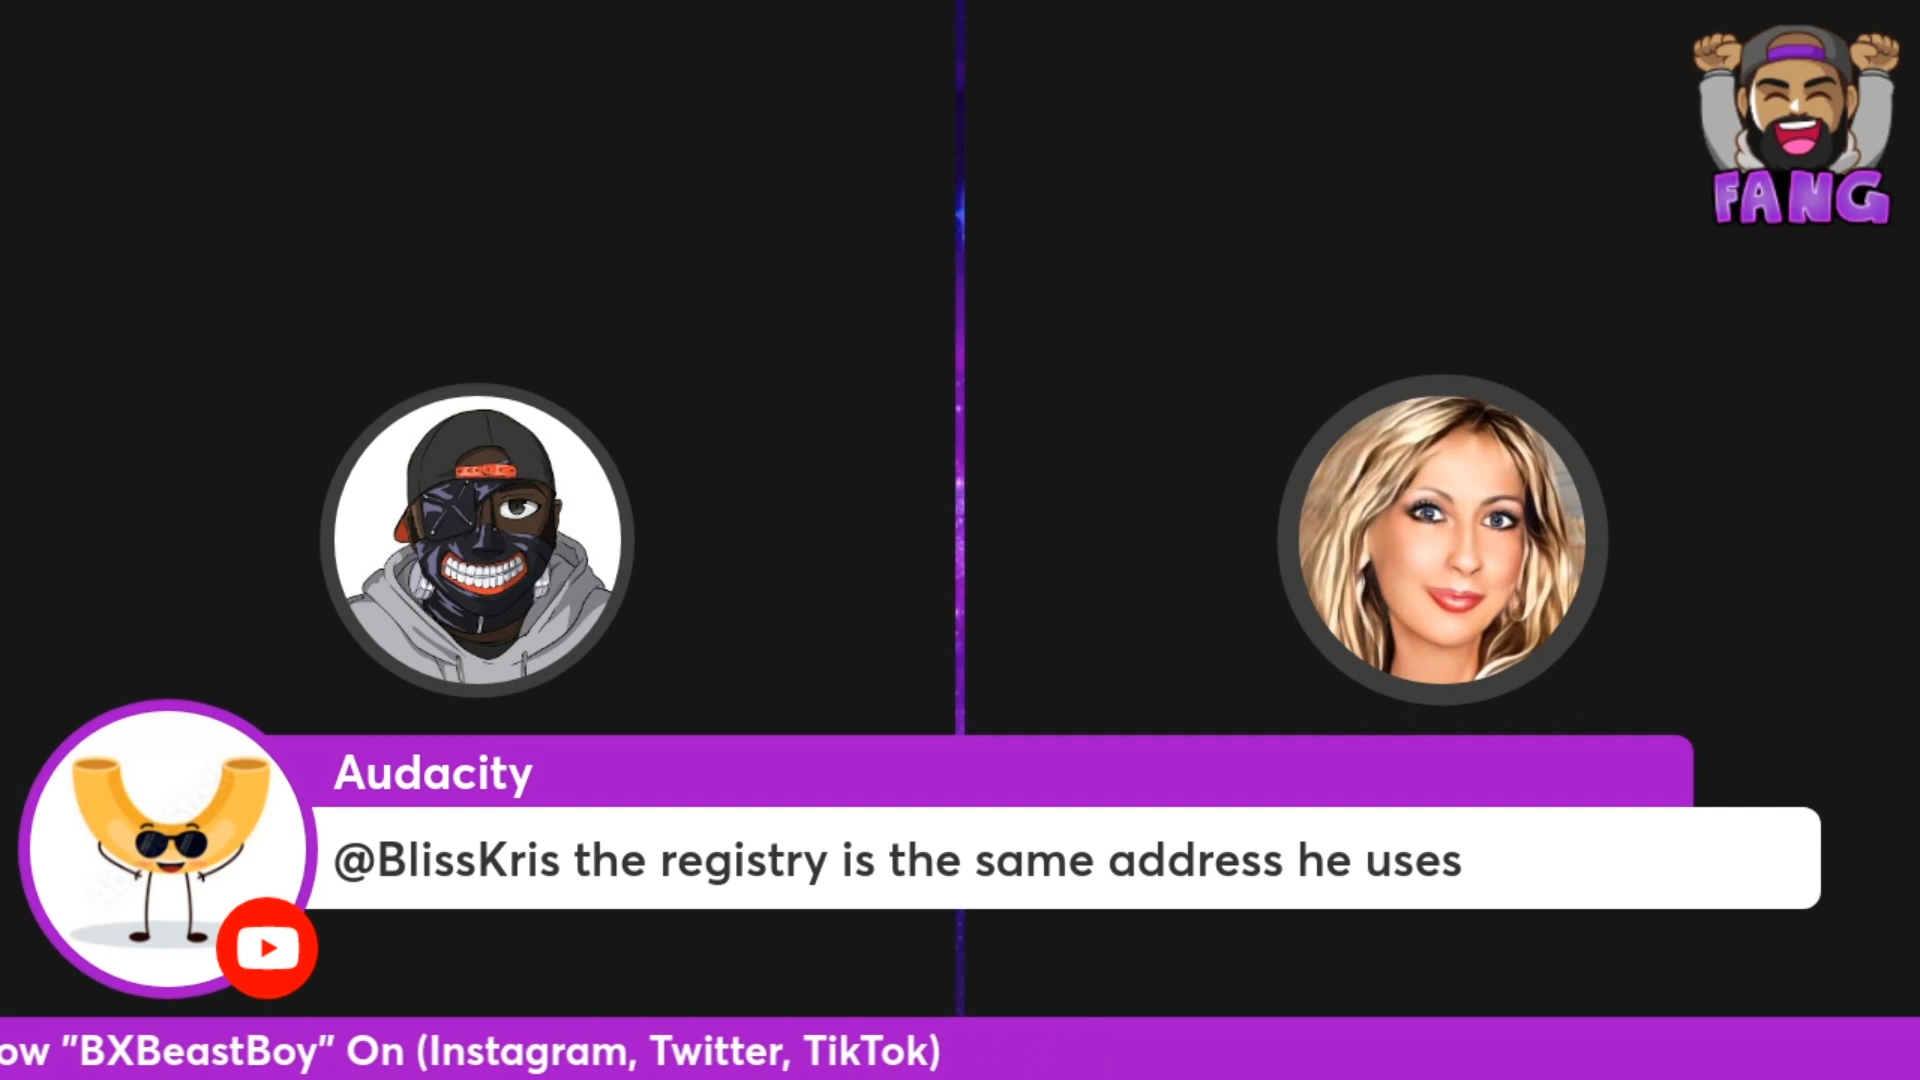 FANG
Audacity
@BlissKris the registry is the same address he uses
ow "BXBeastBoy" On (Instagram, Twitter, TikTok)